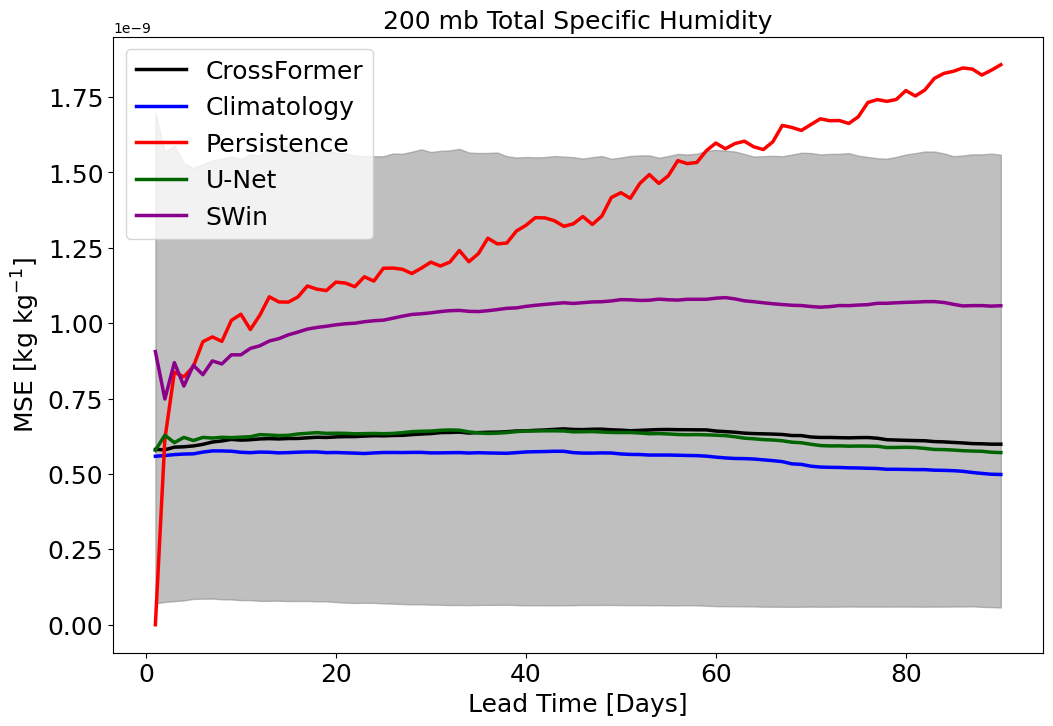 200 mb Total Specific Humidity
1e−9
CrossFormer
Climatology
Persistence
U-Net
SWin
1.75
1.50
1.25
1.00
0.75
0.50
0.25
0.00
MSE [kg kg⁻¹]
0 20 40 60 80
Lead Time [Days]